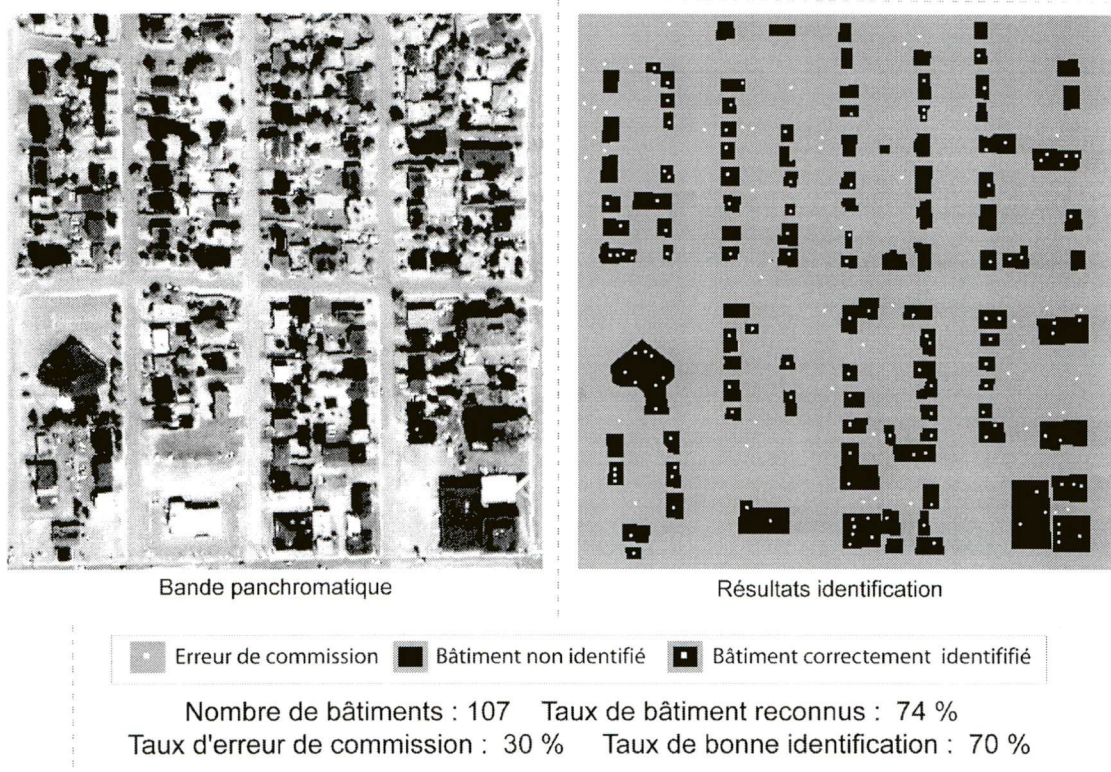 Bande panchromatique
Résultats identification
Erreur de commission
Bâtiment non identifié
Bâtiment correctement identififié
Nombre de bâtiments : 107 Taux de bâtiment reconnus : 74 %
Taux d'erreur de commission : 30 % Taux de bonne identification : 70 %